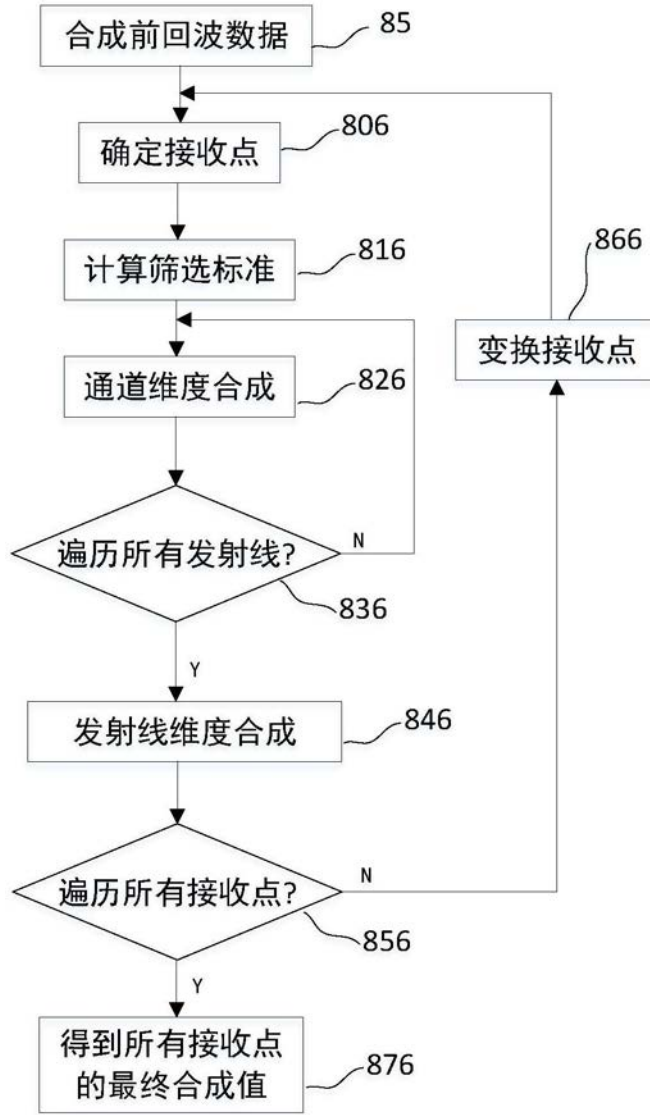 合成前回波数据
85
确定接收点
806
计算筛选标准
816
866
变换接收点
通道维度合成
826
遍历所有发射线?
N
836
Y
发射线维度合成
846
遍历所有接收点?
N
856
Y
得到所有接收点
的最终合成值
876